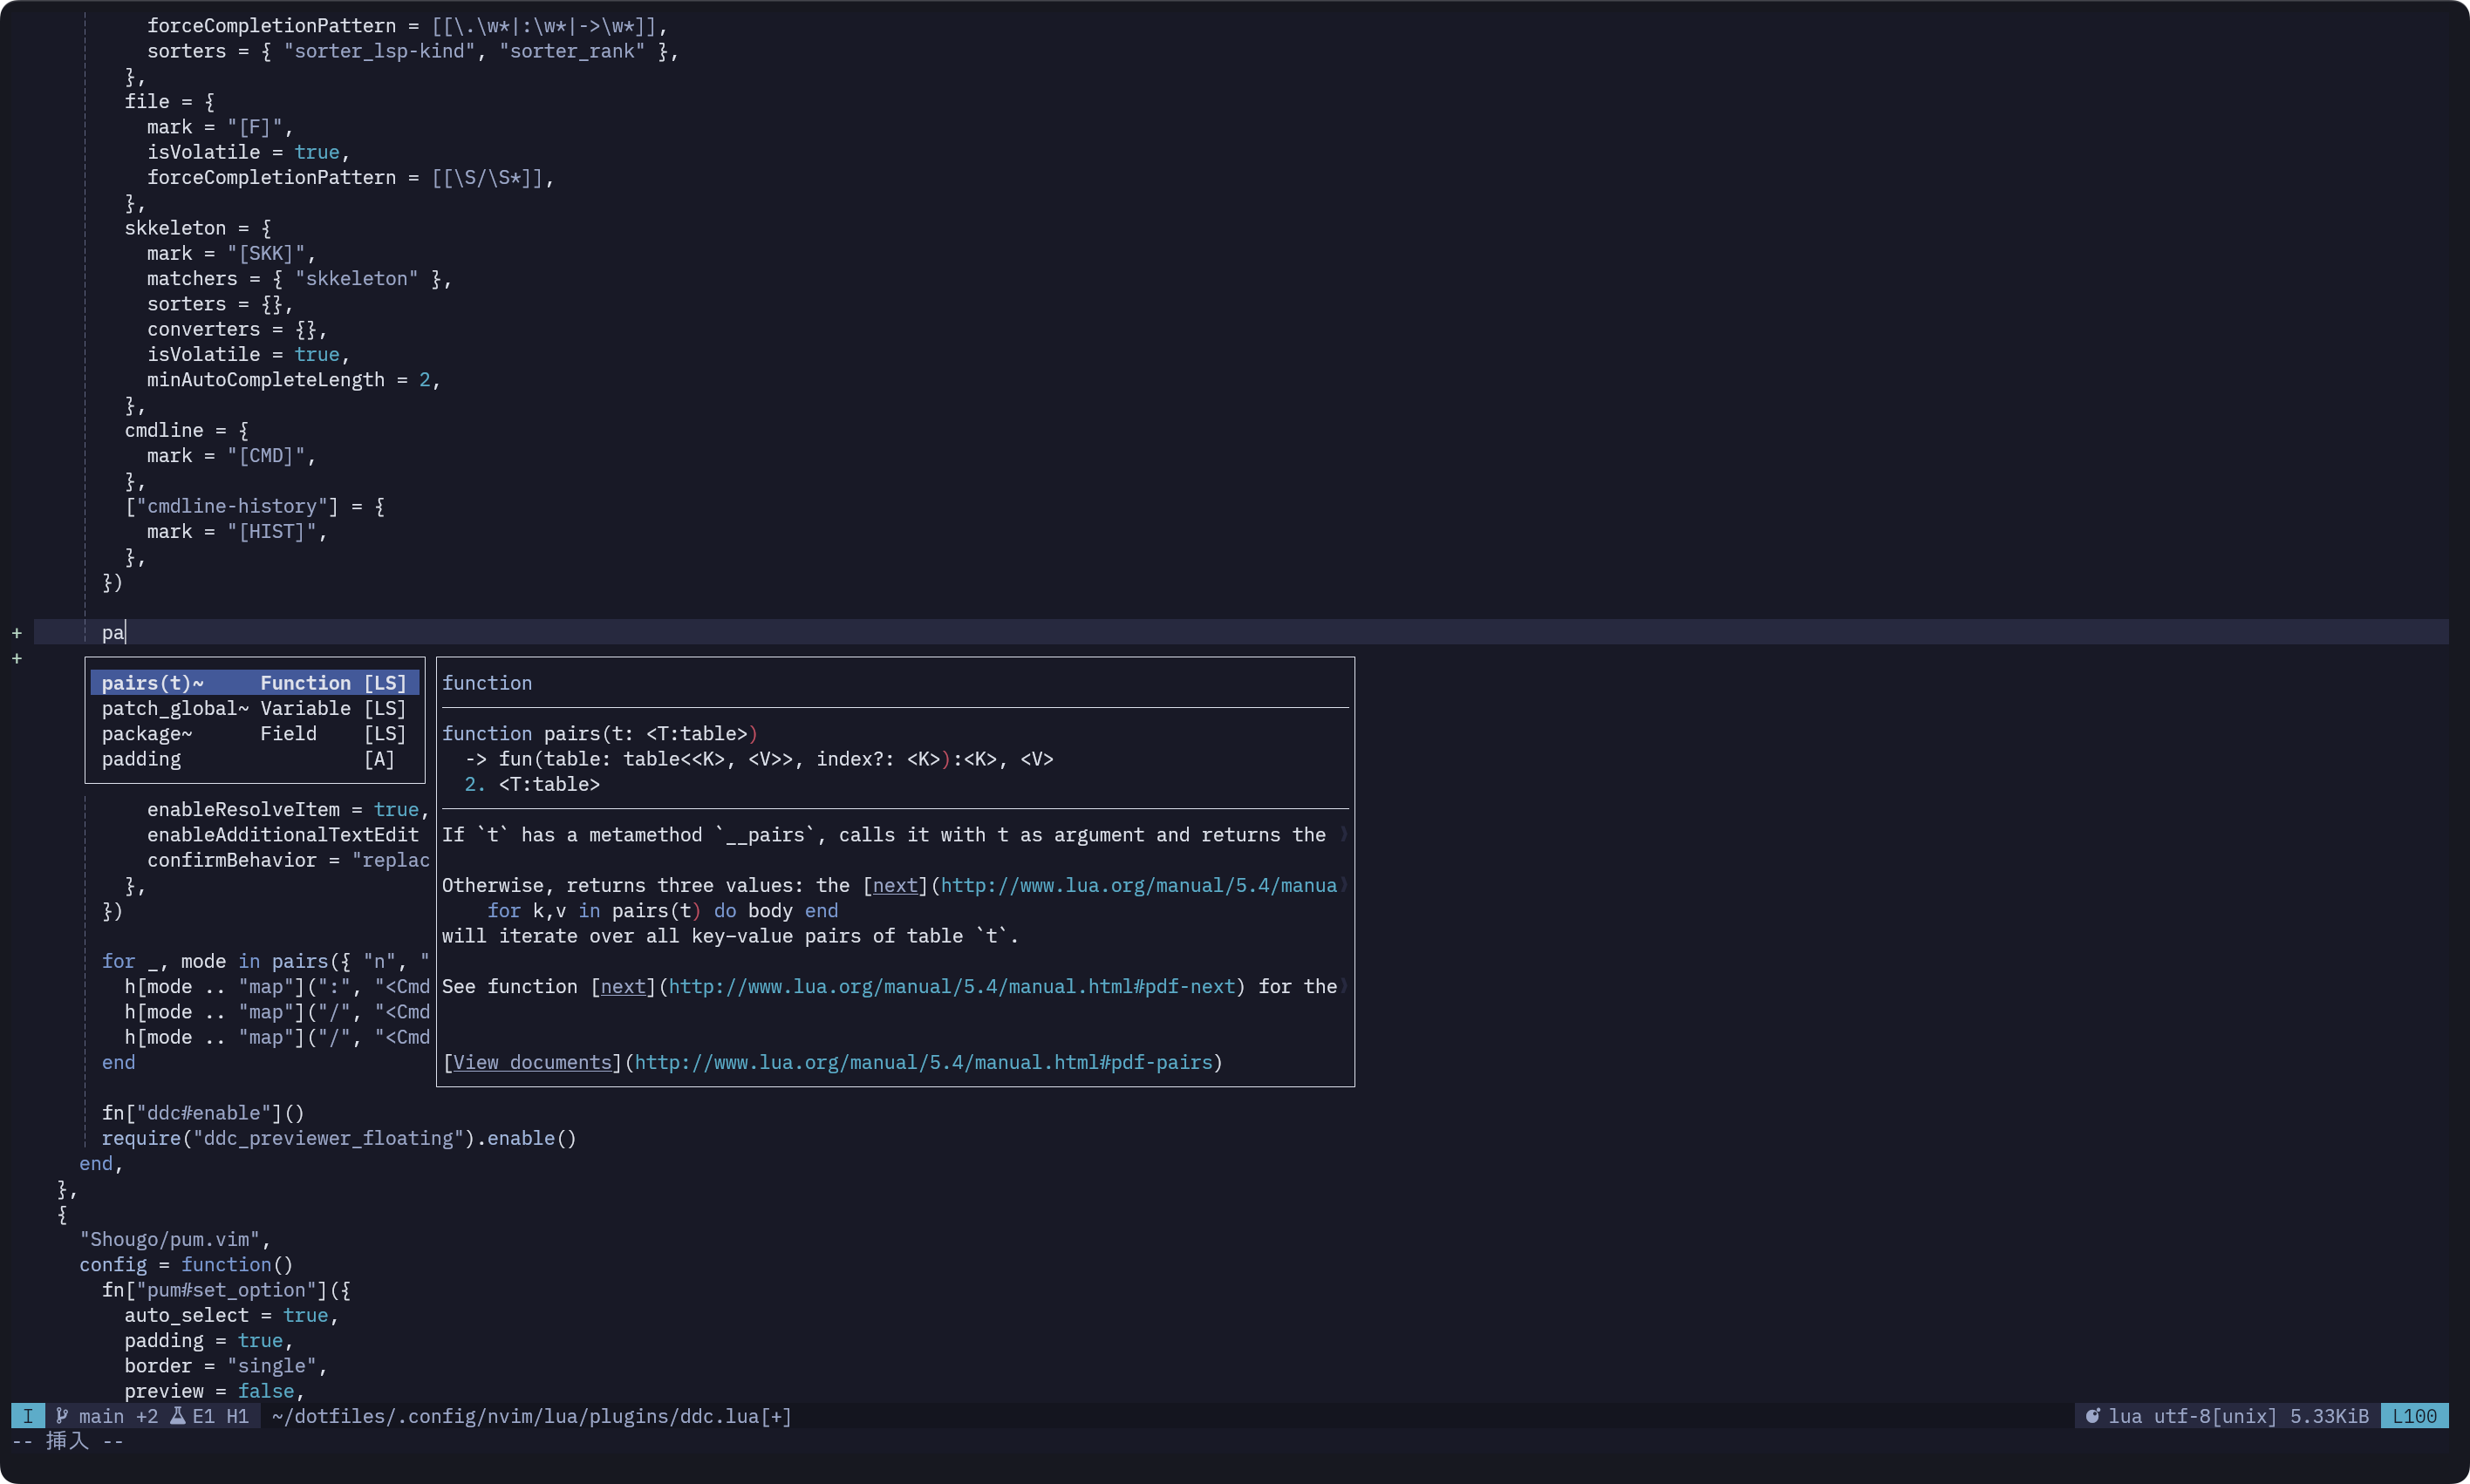 forceCompletionPattern = [[\.\w*|:\w*|->\w*]],
      sorters = { "sorter_lsp-kind", "sorter_rank" },
    },
    file = {
      mark = "[F]",
      isVolatile = true,
      forceCompletionPattern = [[\S/\S*]],
    },
    skkeleton = {
      mark = "[SKK]",
      matchers = { "skkeleton" },
      sorters = {},
      converters = {},
      isVolatile = true,
      minAutoCompleteLength = 2,
    },
    cmdline = {
      mark = "[CMD]",
    },
    ["cmdline-history"] = {
      mark = "[HIST]",
    },
  })
+ pa
+
pairs(t)~     Function [LS]
patch_global~ Variable [LS]
package~      Field    [LS]
padding                [A]
function
function pairs(t: <T:table>)
  -> fun(table: table<<K>, <V>>, index?: <K>):<K>, <V>
  2. <T:table>
If `t` has a metamethod `__pairs`, calls it with t as argument and returns the
Otherwise, returns three values: the [next](http://www.lua.org/manual/5.4/manua
    for k,v in pairs(t) do body end
will iterate over all key–value pairs of table `t`.
See function [next](http://www.lua.org/manual/5.4/manual.html#pdf-next) for the
[View documents](http://www.lua.org/manual/5.4/manual.html#pdf-pairs)
      enableResolveItem = true,
      enableAdditionalTextEdit
      confirmBehavior = "replac
    },
  })
  for _, mode in pairs({ "n", "
    h[mode .. "map"](":", "<Cmd
    h[mode .. "map"]("/", "<Cmd
    h[mode .. "map"]("/", "<Cmd
  end
  fn["ddc#enable"]()
  require("ddc_previewer_floating").enable()
end,
},
{
  "Shougo/pum.vim",
  config = function()
    fn["pum#set_option"]({
      auto_select = true,
      padding = true,
      border = "single",
      preview = false,
I main +2 E1 H1 ~/dotfiles/.config/nvim/lua/plugins/ddc.lua[+] lua utf-8[unix] 5.33KiB L100
-- 挿入 --